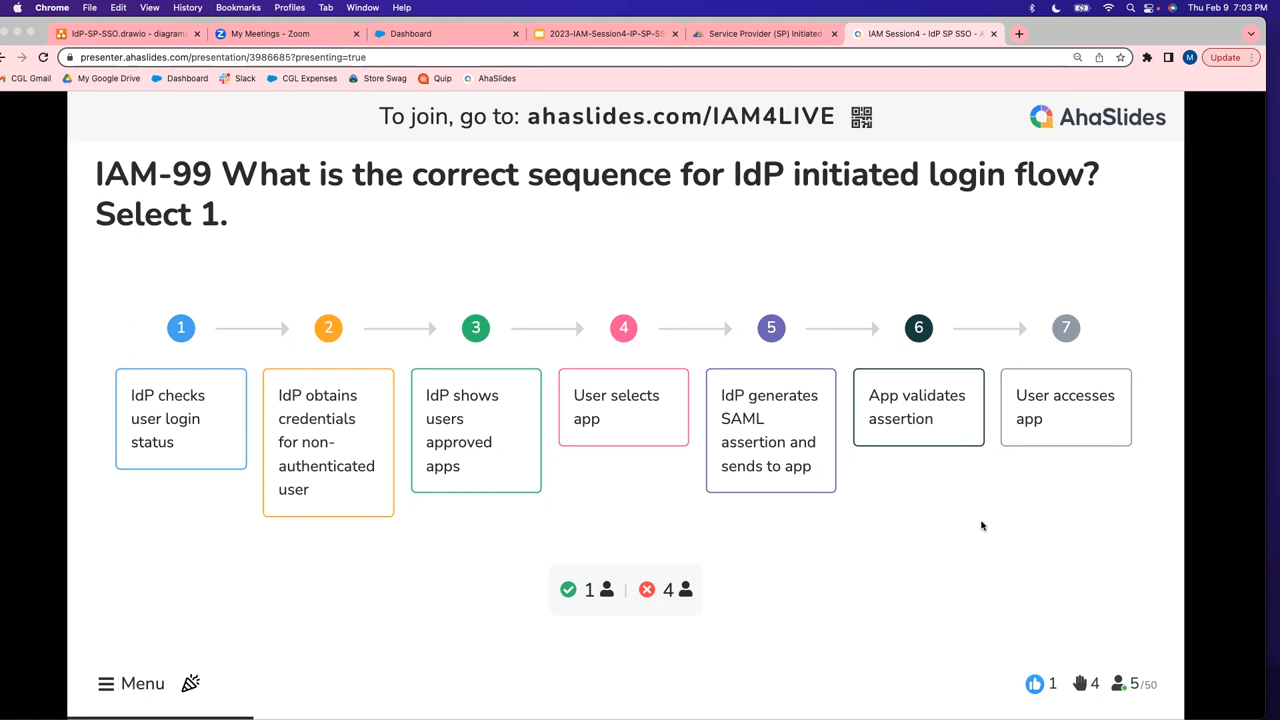 Chrome File Edit View History Bookmarks Profiles Tab Window Help Thu Feb 9 7:03 PM
IdP-SP-SSO.drawio - diagram × My Meetings - Zoom × Dashboard × 2023-IAM-Session4-IP-SP-SS × Service Provider (SP) Initiated × IAM Session4 - IdP SP SSO - A × +
presenter.ahaslides.com/presentation/3986685?presenting=true M Update
CGL Gmail My Google Drive Dashboard Slack CGL Expenses Store Swag Quip AhaSlides
To join, go to: ahaslides.com/IAM4LIVE AhaSlides
IAM-99 What is the correct sequence for IdP initiated login flow?
Select 1.
1 2 3 4 5 6 7
IdP checks
user login
status
IdP obtains
credentials
for non-
authenticated
user
IdP shows
users
approved
apps
User selects
app
IdP generates
SAML
assertion and
sends to app
App validates
assertion
User accesses
app
1 | 4
Menu 1 4 5/50